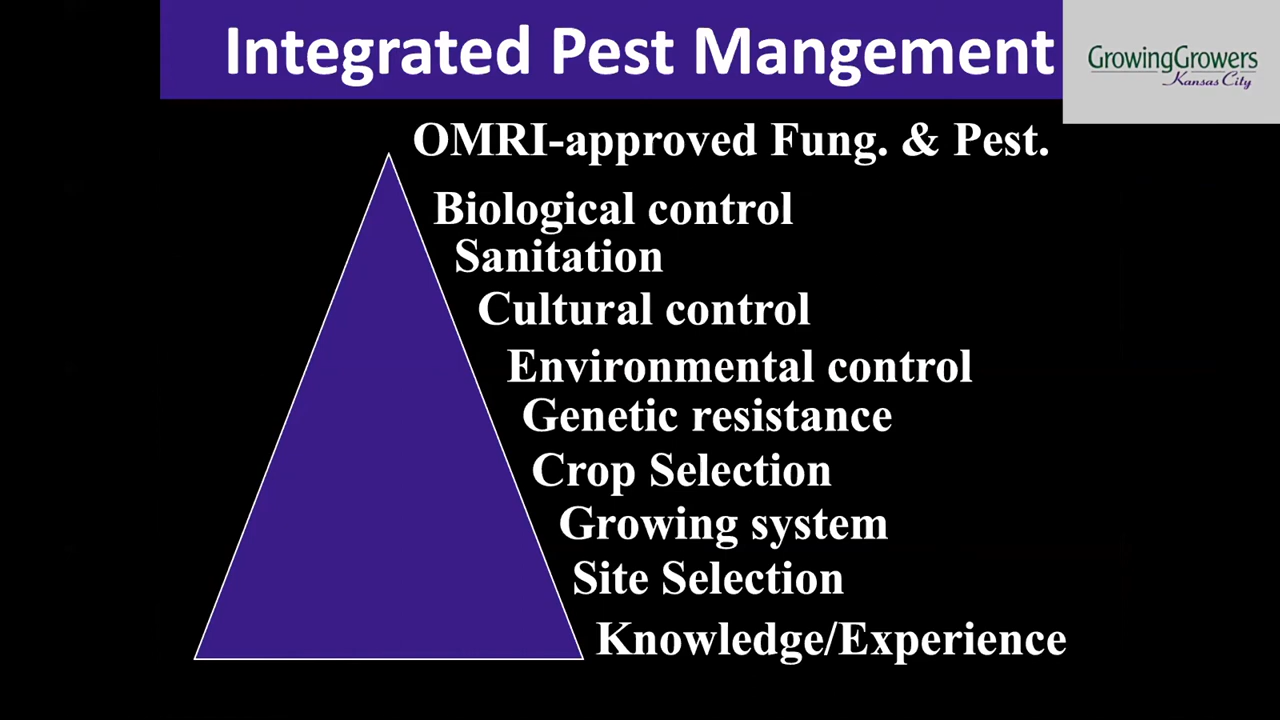 Integrated Pest Mangement
GrowingGrowers
Kansas City
OMRI-approved Fung. & Pest.
Biological control
Sanitation
Cultural control
Environmental control
Genetic resistance
Crop Selection
Growing system
Site Selection
Knowledge/Experience